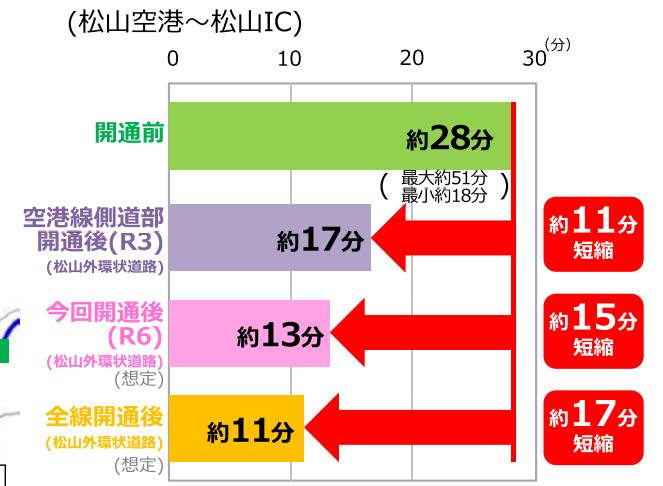 (松山空港～松山IC)
0 10 20 30(分)
開通前
約28分
( 最大約51分
最小約18分 )
空港線側道部
開通後(R3)
(松山外環状道路)
約17分
約11分
短縮
今回開通後
(R6)
(松山外環状道路)
(想定)
約13分
約15分
短縮
全線開通後
(松山外環状道路)
(想定)
約11分
約17分
短縮